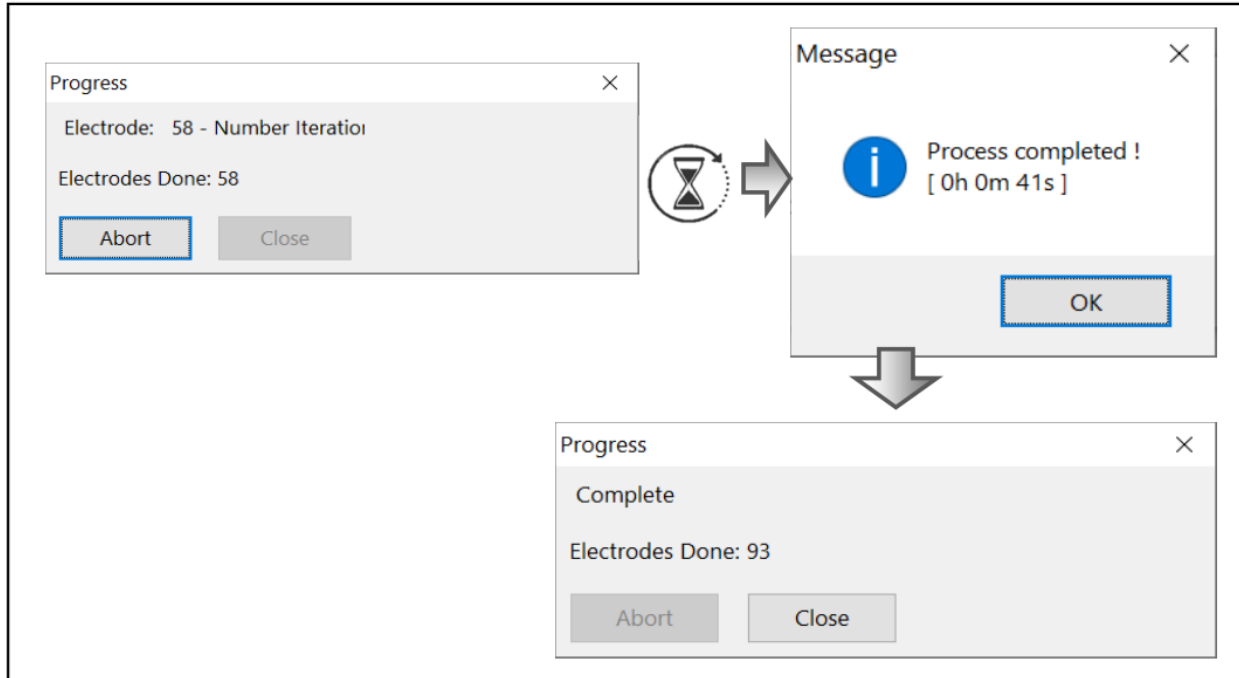 Progress
Electrode: 58 - Number Iteration
Electrodes Done: 58
Abort Close
Message
Process completed !
[ 0h 0m 41s ]
OK
Progress
Complete
Electrodes Done: 93
Abort Close